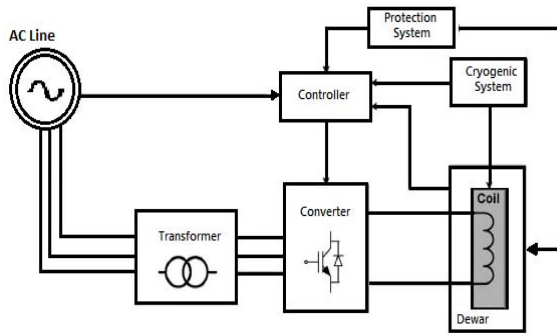 AC Line
Protection
System
Controller
Cryogenic
System
Transformer
Converter
Coil
Dewar